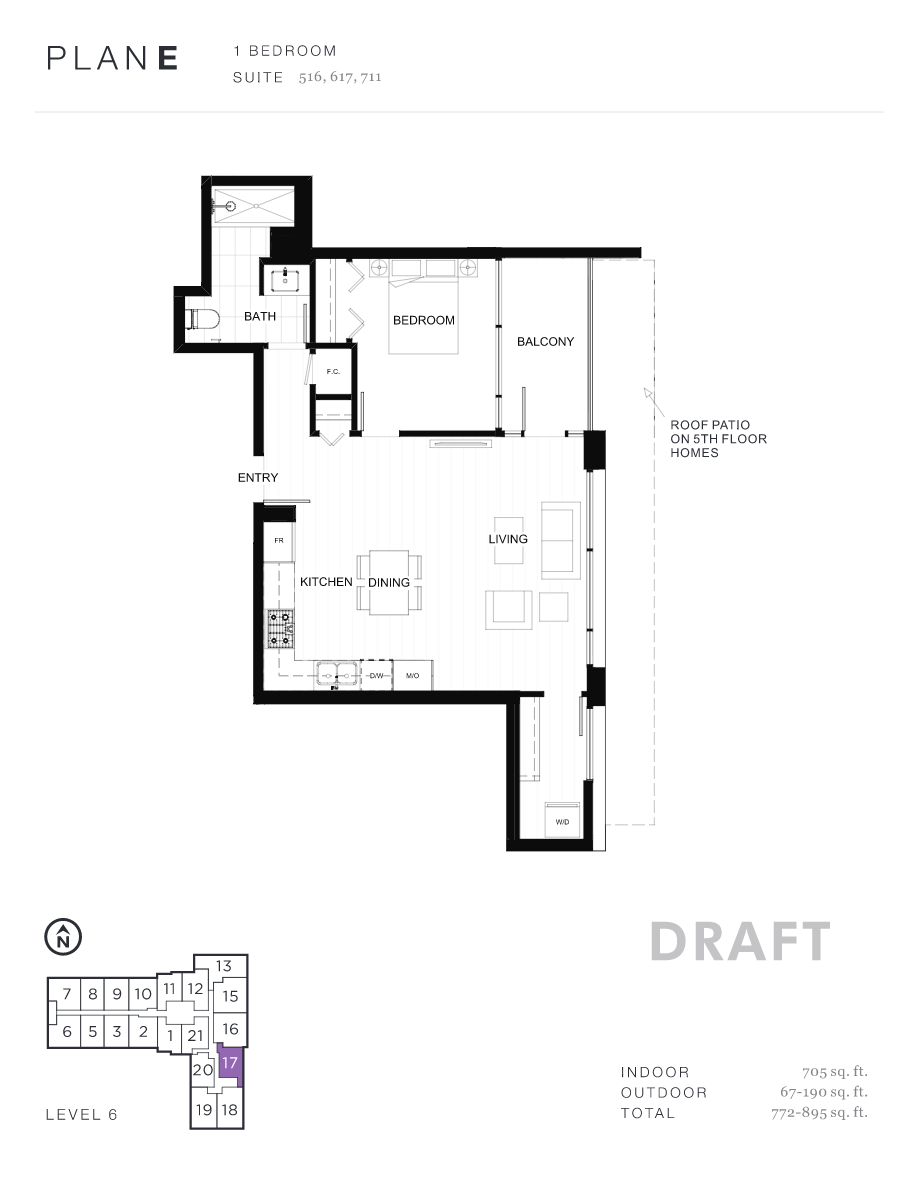 PLAN E
1 BEDROOM
SUITE 516, 617, 711
BATH
BEDROOM
BALCONY
F.C.
ROOF PATIO
ON 5TH FLOOR
HOMES
ENTRY
FR
LIVING
KITCHEN
DINING
D/W
M/O
W/D
DRAFT
N
13
7
8
9
10
11
12
15
6
5
3
2
1
21
16
20
17
19
18
LEVEL 6
INDOOR 705 sq. ft.
OUTDOOR 67-190 sq. ft.
TOTAL 772-895 sq. ft.